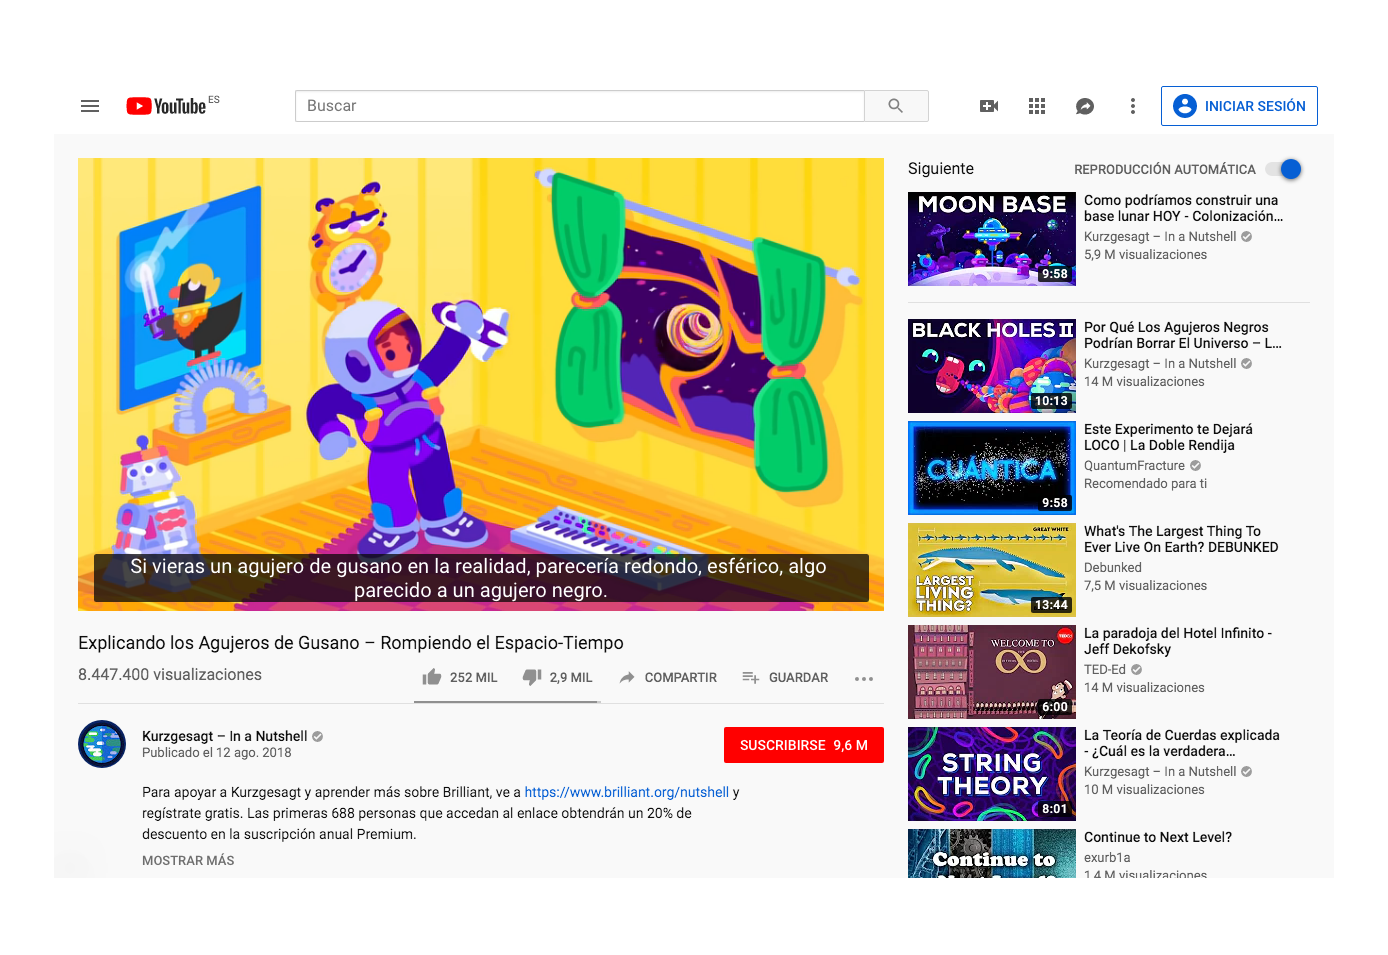 YouTube ES
Buscar
INICIAR SESIÓN
Si vieras un agujero de gusano en la realidad, parecería redondo, esférico, algo
parecido a un agujero negro.
Explicando los Agujeros de Gusano – Rompiendo el Espacio-Tiempo
8.447.400 visualizaciones
252 MIL
2,9 MIL
COMPARTIR
GUARDAR
Kurzgesagt – In a Nutshell
Publicado el 12 ago. 2018
SUSCRIBIRSE 9,6 M
Para apoyar a Kurzgesagt y aprender más sobre Brilliant, ve a https://www.brilliant.org/nutshell y
regístrate gratis. Las primeras 688 personas que accedan al enlace obtendrán un 20% de
descuento en la suscripción anual Premium.
MOSTRAR MÁS
Siguiente
REPRODUCCIÓN AUTOMÁTICA
MOON BASE
9:58
Como podríamos construir una
base lunar HOY - Colonización...
Kurzgesagt – In a Nutshell
5,9 M visualizaciones
BLACK HOLES II
10:13
Por Qué Los Agujeros Negros
Podrían Borrar El Universo – L...
Kurzgesagt – In a Nutshell
14 M visualizaciones
CUÁNTICA
9:58
Este Experimento te Dejará
LOCO | La Doble Rendija
QuantumFracture
Recomendado para ti
GREAT WHITE
LARGEST
LIVING
THING?
13:44
What's The Largest Thing To
Ever Live On Earth? DEBUNKED
Debunked
7,5 M visualizaciones
WELCOME TO
6:00
La paradoja del Hotel Infinito -
Jeff Dekofsky
TED-Ed
14 M visualizaciones
STRING
THEORY
8:01
La Teoría de Cuerdas explicada
- ¿Cuál es la verdadera...
Kurzgesagt – In a Nutshell
10 M visualizaciones
Continue to
Continue to Next Level?
exurb1a
1,4 M visualizaciones